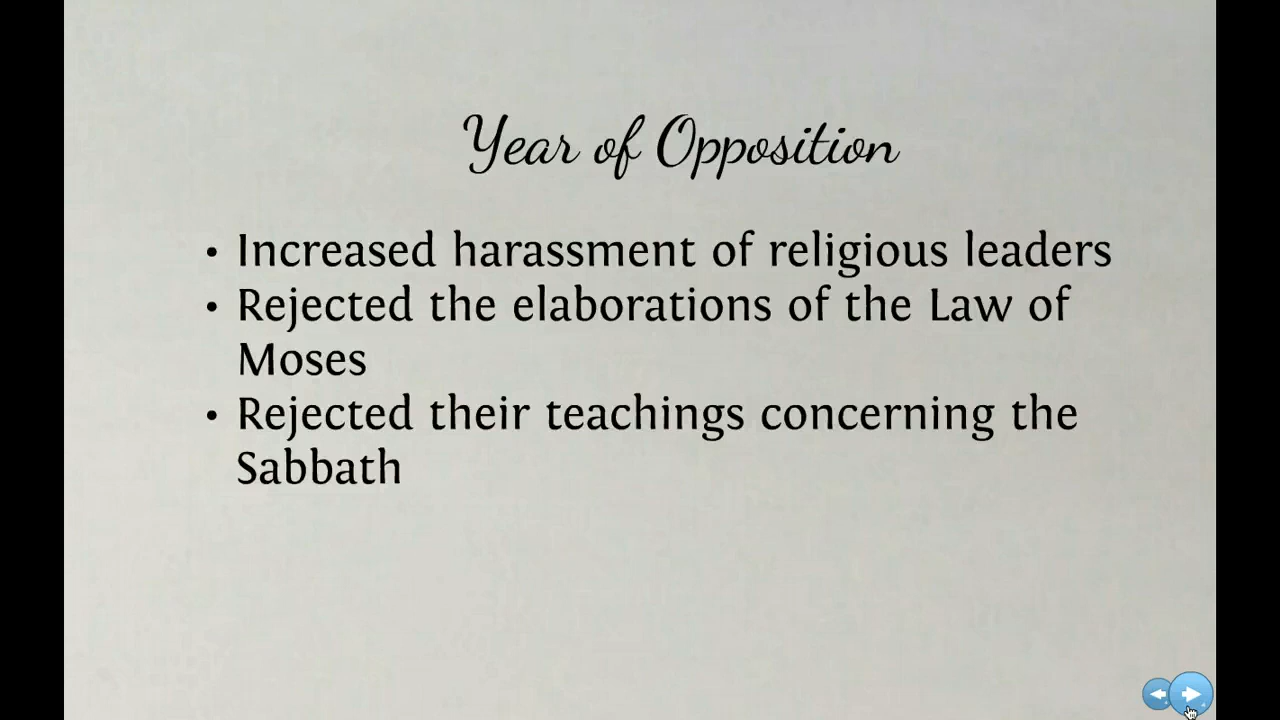 Year of Opposition
• Increased harassment of religious leaders
• Rejected the elaborations of the Law of
Moses
• Rejected their teachings concerning the
Sabbath